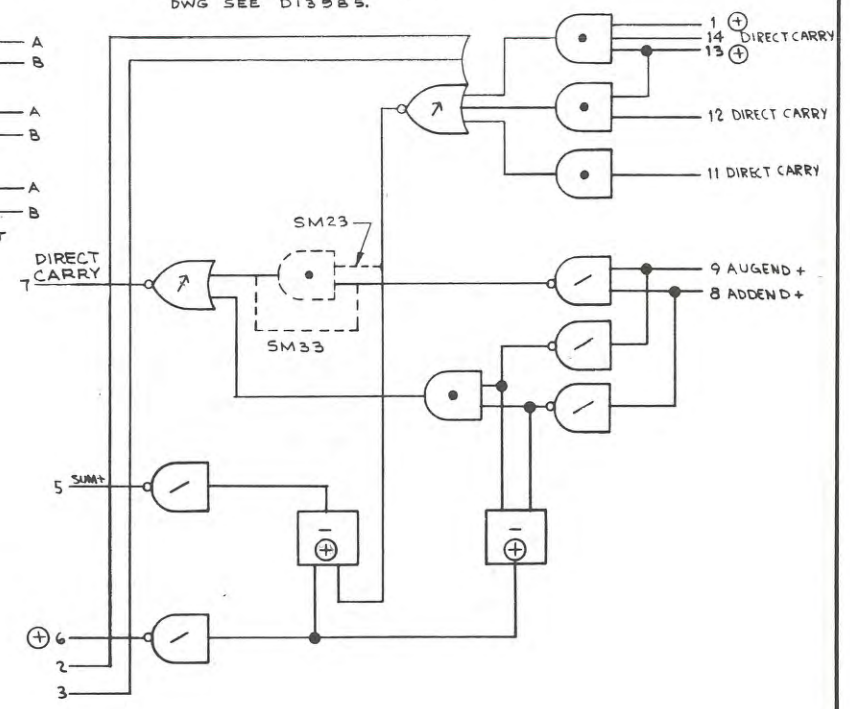 DWG SEE D13585.
A
B
A
B
A
B
1 ⊕
14 DIRECT CARRY
13 ⊕
12 DIRECT CARRY
11 DIRECT CARRY
SM23
DIRECT
7 CARRY
SM33
9 AUGEND +
8 ADDEND +
5 SUM+
⊕ 6
2
3